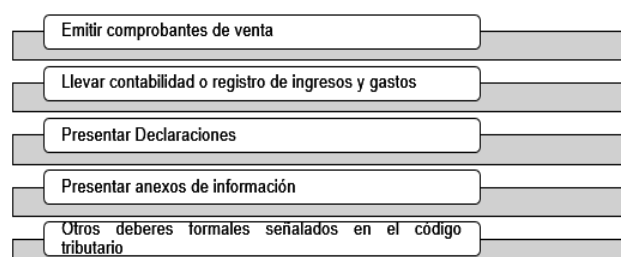 Emitir comprobantes de venta
Llevar contabilidad o registro de ingresos y gastos
Presentar Declaraciones
Presentar anexos de información
Otros deberes formales señalados en el código
tributario